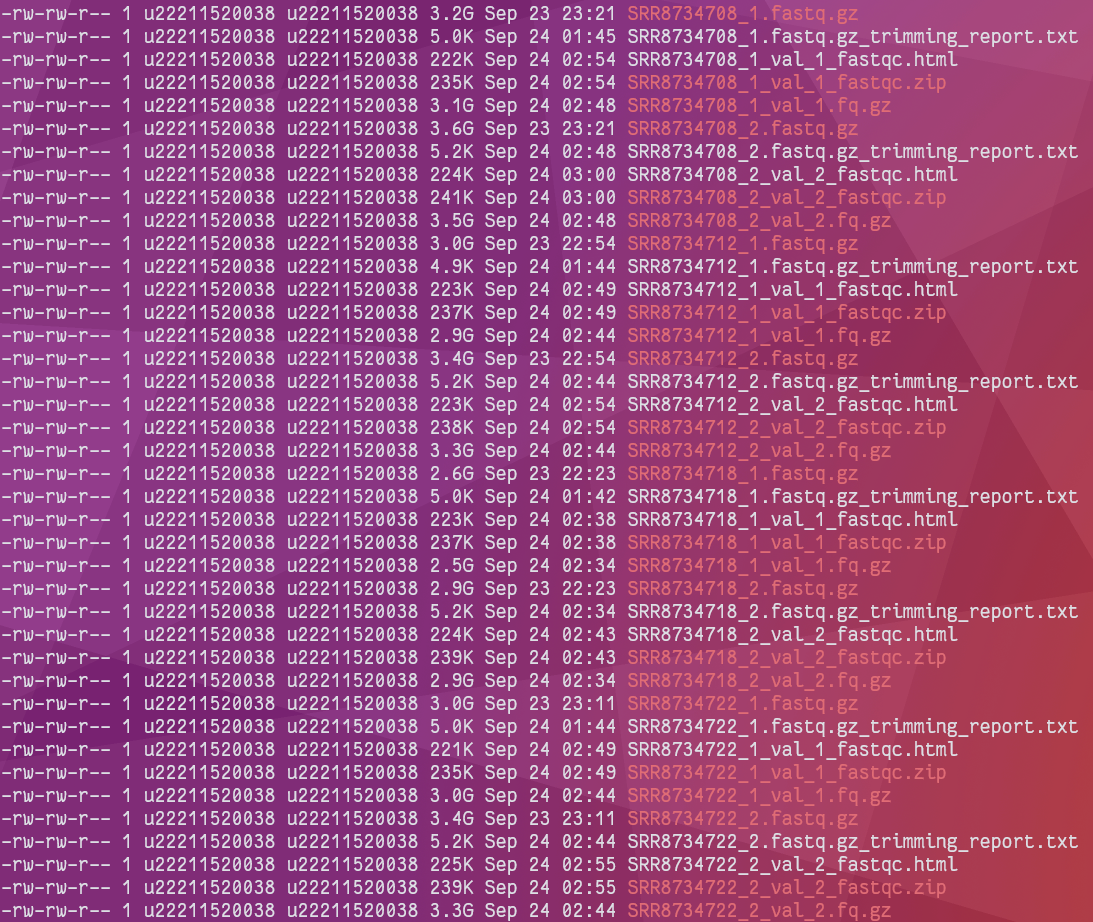 -rw-rw-r-- 1 u22211520038 u22211520038 3.2G Sep 23 23:21 SRR8734708_1.fastq.gz
-rw-rw-r-- 1 u22211520038 u22211520038 5.0K Sep 24 01:45 SRR8734708_1.fastq.gz_trimming_report.txt
-rw-rw-r-- 1 u22211520038 u22211520038 222K Sep 24 02:54 SRR8734708_1_val_1_fastqc.html
-rw-rw-r-- 1 u22211520038 u22211520038 235K Sep 24 02:54 SRR8734708_1_val_1_fastqc.zip
-rw-rw-r-- 1 u22211520038 u22211520038 3.1G Sep 24 02:48 SRR8734708_1_val_1.fq.gz
-rw-rw-r-- 1 u22211520038 u22211520038 3.6G Sep 23 23:21 SRR8734708_2.fastq.gz
-rw-rw-r-- 1 u22211520038 u22211520038 5.2K Sep 24 02:48 SRR8734708_2.fastq.gz_trimming_report.txt
-rw-rw-r-- 1 u22211520038 u22211520038 224K Sep 24 03:00 SRR8734708_2_val_2_fastqc.html
-rw-rw-r-- 1 u22211520038 u22211520038 241K Sep 24 03:00 SRR8734708_2_val_2_fastqc.zip
-rw-rw-r-- 1 u22211520038 u22211520038 3.5G Sep 24 02:48 SRR8734708_2_val_2.fq.gz
-rw-rw-r-- 1 u22211520038 u22211520038 3.0G Sep 23 22:54 SRR8734712_1.fastq.gz
-rw-rw-r-- 1 u22211520038 u22211520038 4.9K Sep 24 01:44 SRR8734712_1.fastq.gz_trimming_report.txt
-rw-rw-r-- 1 u22211520038 u22211520038 223K Sep 24 02:49 SRR8734712_1_val_1_fastqc.html
-rw-rw-r-- 1 u22211520038 u22211520038 237K Sep 24 02:49 SRR8734712_1_val_1_fastqc.zip
-rw-rw-r-- 1 u22211520038 u22211520038 2.9G Sep 24 02:44 SRR8734712_1_val_1.fq.gz
-rw-rw-r-- 1 u22211520038 u22211520038 3.4G Sep 23 22:54 SRR8734712_2.fastq.gz
-rw-rw-r-- 1 u22211520038 u22211520038 5.2K Sep 24 02:44 SRR8734712_2.fastq.gz_trimming_report.txt
-rw-rw-r-- 1 u22211520038 u22211520038 223K Sep 24 02:54 SRR8734712_2_val_2_fastqc.html
-rw-rw-r-- 1 u22211520038 u22211520038 238K Sep 24 02:54 SRR8734712_2_val_2_fastqc.zip
-rw-rw-r-- 1 u22211520038 u22211520038 3.3G Sep 24 02:44 SRR8734712_2_val_2.fq.gz
-rw-rw-r-- 1 u22211520038 u22211520038 2.6G Sep 23 22:23 SRR8734718_1.fastq.gz
-rw-rw-r-- 1 u22211520038 u22211520038 5.0K Sep 24 01:42 SRR8734718_1.fastq.gz_trimming_report.txt
-rw-rw-r-- 1 u22211520038 u22211520038 223K Sep 24 02:38 SRR8734718_1_val_1_fastqc.html
-rw-rw-r-- 1 u22211520038 u22211520038 237K Sep 24 02:38 SRR8734718_1_val_1_fastqc.zip
-rw-rw-r-- 1 u22211520038 u22211520038 2.5G Sep 24 02:34 SRR8734718_1_val_1.fq.gz
-rw-rw-r-- 1 u22211520038 u22211520038 2.9G Sep 23 22:23 SRR8734718_2.fastq.gz
-rw-rw-r-- 1 u22211520038 u22211520038 5.2K Sep 24 02:34 SRR8734718_2.fastq.gz_trimming_report.txt
-rw-rw-r-- 1 u22211520038 u22211520038 224K Sep 24 02:43 SRR8734718_2_val_2_fastqc.html
-rw-rw-r-- 1 u22211520038 u22211520038 239K Sep 24 02:43 SRR8734718_2_val_2_fastqc.zip
-rw-rw-r-- 1 u22211520038 u22211520038 2.9G Sep 24 02:34 SRR8734718_2_val_2.fq.gz
-rw-rw-r-- 1 u22211520038 u22211520038 3.0G Sep 23 23:11 SRR8734722_1.fastq.gz
-rw-rw-r-- 1 u22211520038 u22211520038 5.0K Sep 24 01:44 SRR8734722_1.fastq.gz_trimming_report.txt
-rw-rw-r-- 1 u22211520038 u22211520038 221K Sep 24 02:49 SRR8734722_1_val_1_fastqc.html
-rw-rw-r-- 1 u22211520038 u22211520038 235K Sep 24 02:49 SRR8734722_1_val_1_fastqc.zip
-rw-rw-r-- 1 u22211520038 u22211520038 3.0G Sep 24 02:44 SRR8734722_1_val_1.fq.gz
-rw-rw-r-- 1 u22211520038 u22211520038 3.4G Sep 23 23:11 SRR8734722_2.fastq.gz
-rw-rw-r-- 1 u22211520038 u22211520038 5.2K Sep 24 02:44 SRR8734722_2.fastq.gz_trimming_report.txt
-rw-rw-r-- 1 u22211520038 u22211520038 225K Sep 24 02:55 SRR8734722_2_val_2_fastqc.html
-rw-rw-r-- 1 u22211520038 u22211520038 239K Sep 24 02:55 SRR8734722_2_val_2_fastqc.zip
-rw-rw-r-- 1 u22211520038 u22211520038 3.3G Sep 24 02:44 SRR8734722_2_val_2.fq.gz